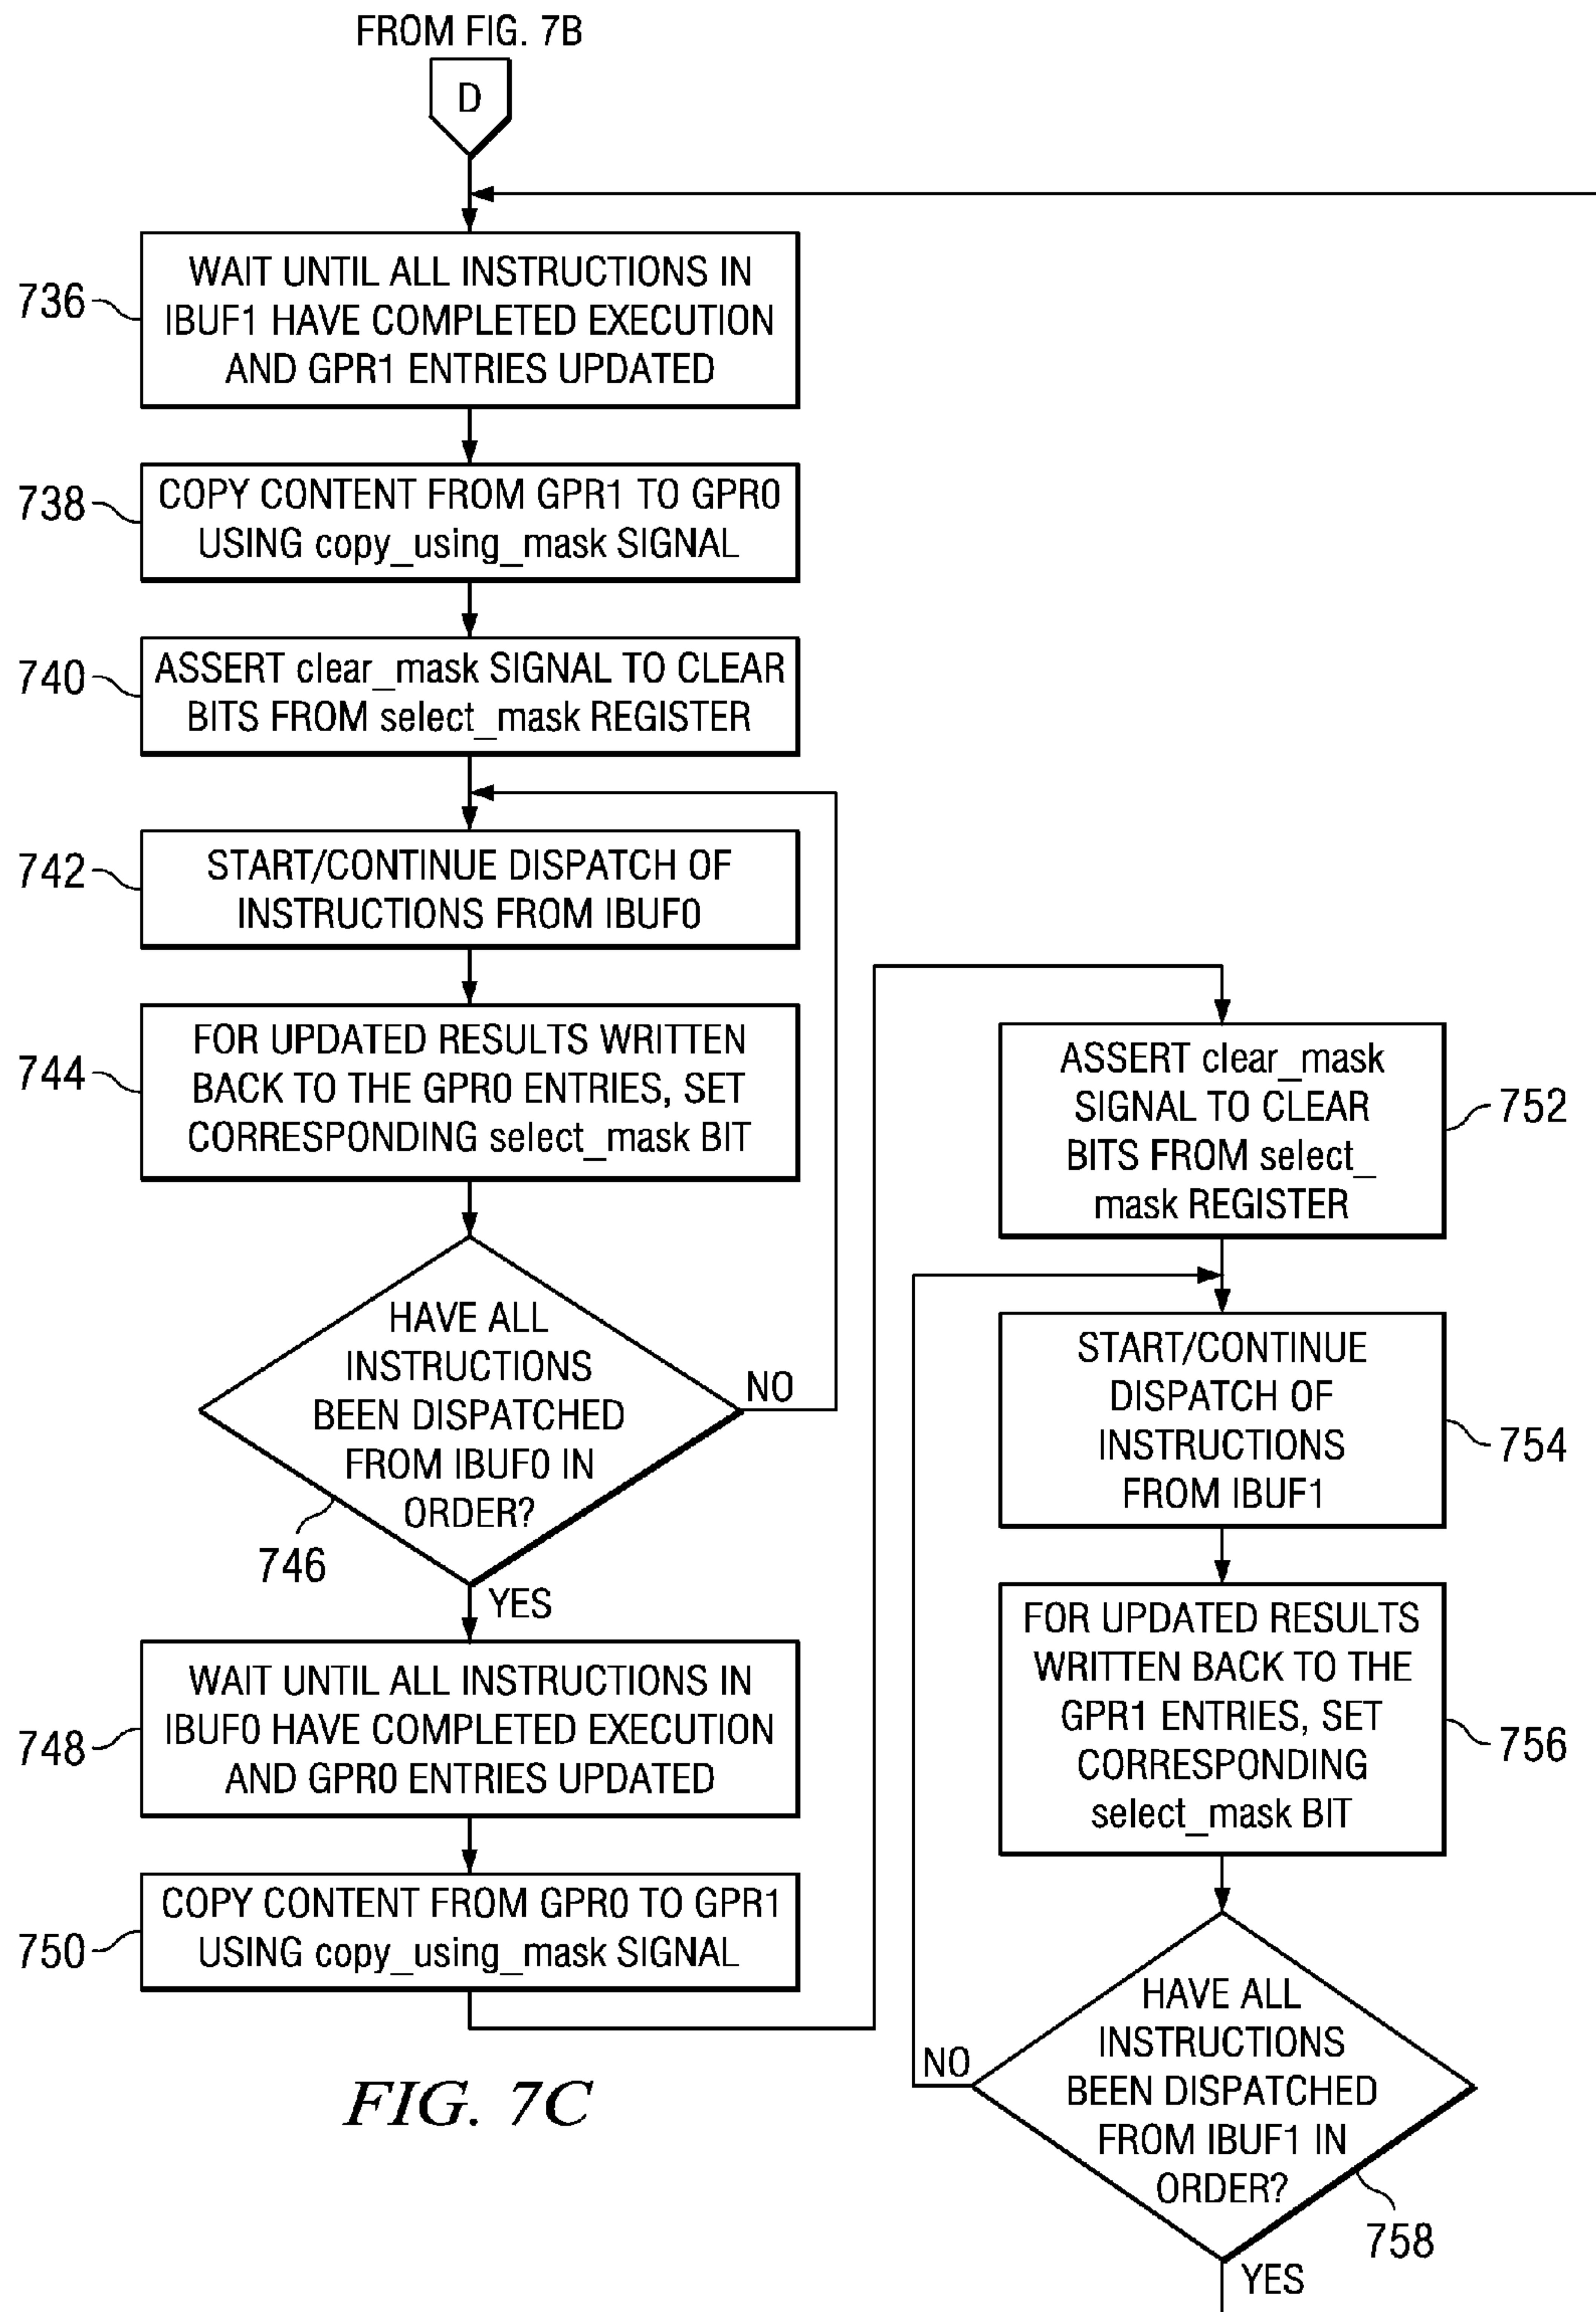 FROM FIG. 7B
D
736
WAIT UNTIL ALL INSTRUCTIONS IN
IBUF1 HAVE COMPLETED EXECUTION
AND GPR1 ENTRIES UPDATED
738
COPY CONTENT FROM GPR1 TO GPR0
USING copy_using_mask SIGNAL
740
ASSERT clear_mask SIGNAL TO CLEAR
BITS FROM select_mask REGISTER
742
START/CONTINUE DISPATCH OF
INSTRUCTIONS FROM IBUF0
744
FOR UPDATED RESULTS WRITTEN
BACK TO THE GPR0 ENTRIES, SET
CORRESPONDING select_mask BIT
HAVE ALL
INSTRUCTIONS
BEEN DISPATCHED
FROM IBUF0 IN
ORDER?
NO
746
YES
748
WAIT UNTIL ALL INSTRUCTIONS IN
IBUF0 HAVE COMPLETED EXECUTION
AND GPR0 ENTRIES UPDATED
750
COPY CONTENT FROM GPR0 TO GPR1
USING copy_using_mask SIGNAL
ASSERT clear_mask
SIGNAL TO CLEAR
BITS FROM select_
mask REGISTER
752
START/CONTINUE
DISPATCH OF
INSTRUCTIONS
FROM IBUF1
754
FOR UPDATED RESULTS
WRITTEN BACK TO THE
GPR1 ENTRIES, SET
CORRESPONDING
select_mask BIT
756
HAVE ALL
INSTRUCTIONS
BEEN DISPATCHED
FROM IBUF1 IN
ORDER?
NO
758
YES
FIG. 7C